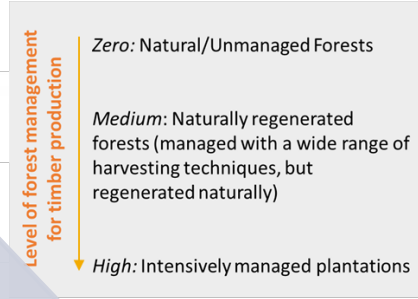 Level of forest management
for timber production
Zero: Natural/Unmanaged Forests
Medium: Naturally regenerated
forests (managed with a wide range of
harvesting techniques, but
regenerated naturally)
High: Intensively managed plantations